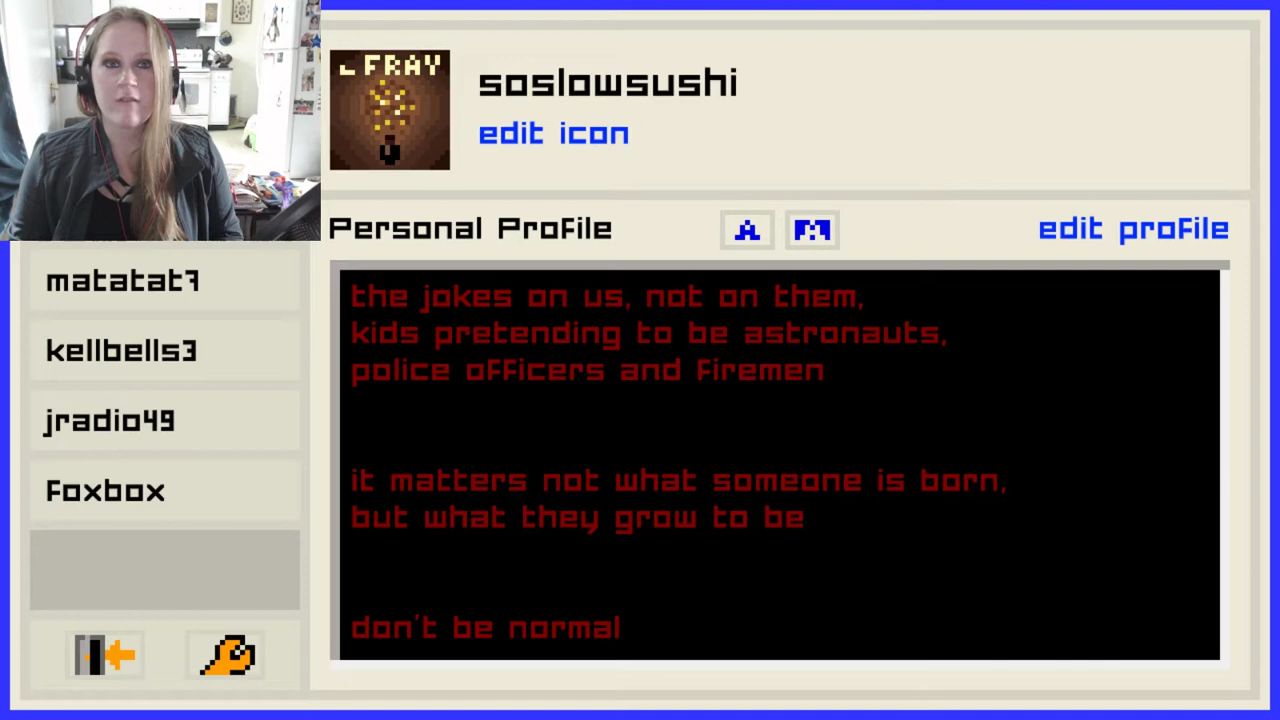 FRAY
soslowsushi
edit icon
Personal Profile
edit profile
matatat7
kellbells3
jradio49
Foxbox
the jokes on us, not on them,
kids pretending to be astronauts,
police officers and firemen
it matters not what someone is born,
but what they grow to be
don't be normal